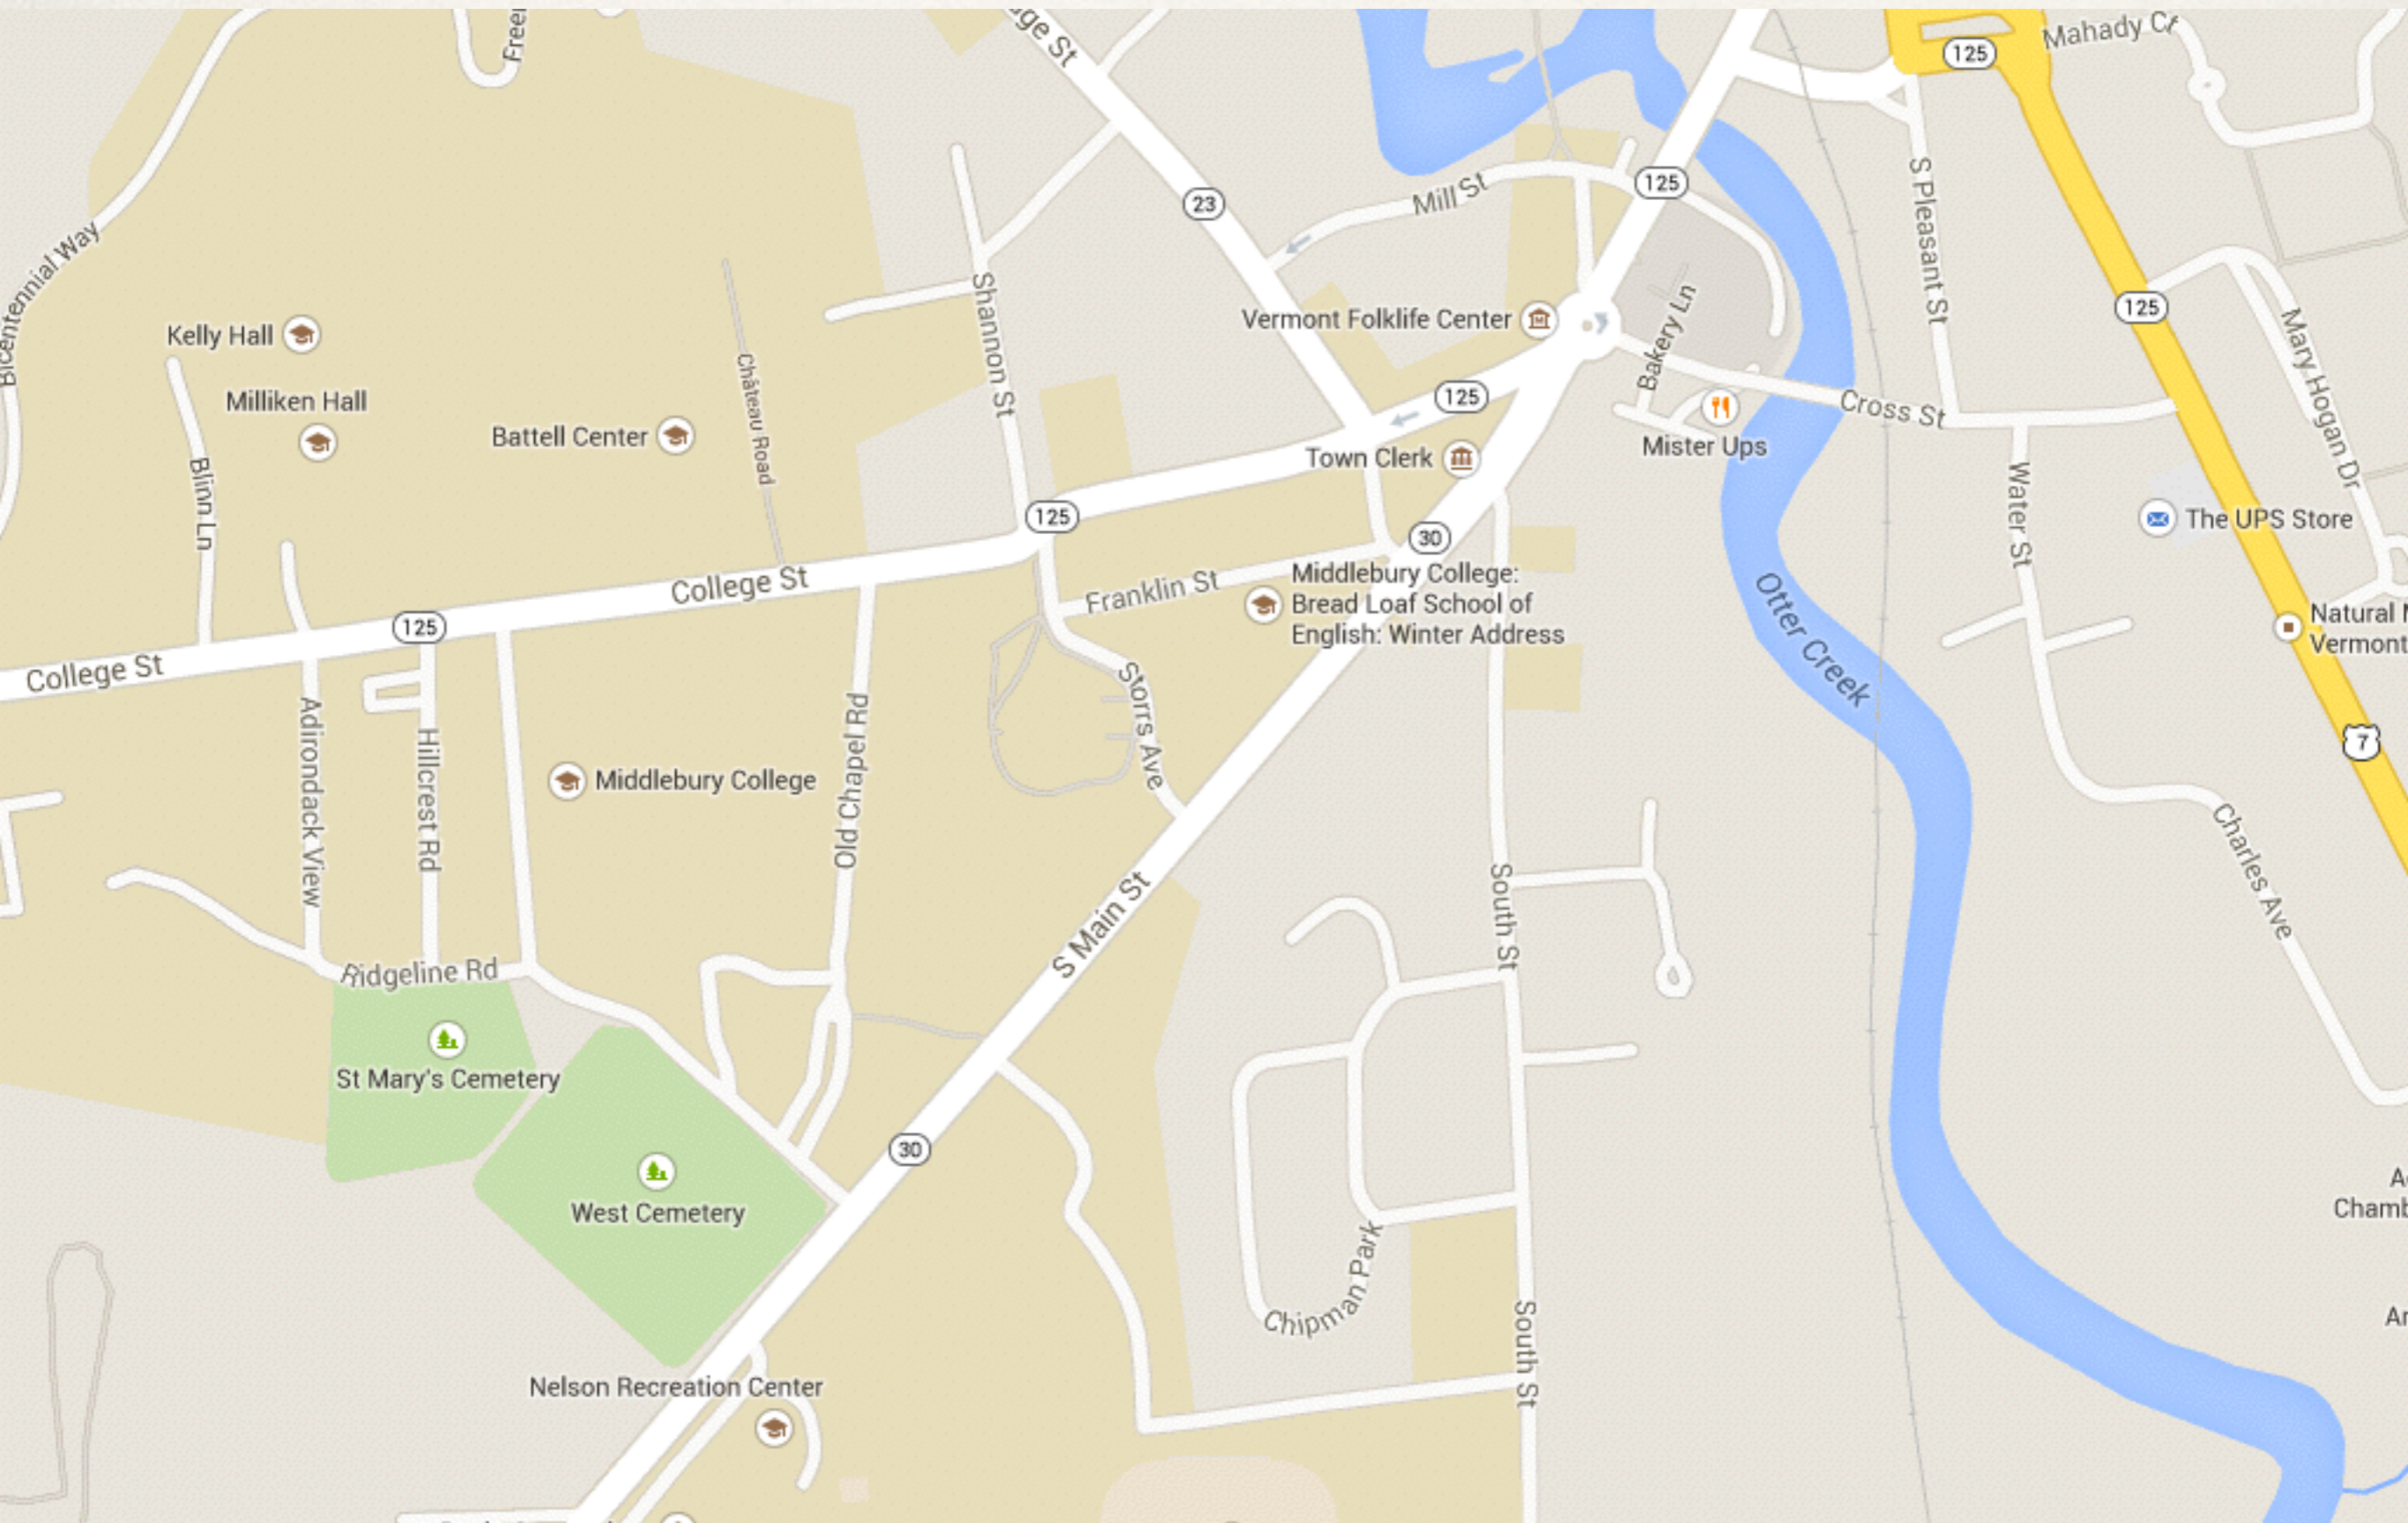 Mahady Ct
125
125
S Pleasant St
23
Mill St
Bicentennial Way
Kelly Hall
Milliken Hall
Blinn Ln
Battell Center
Château Road
Shannon St
Vermont Folklife Center
Bakery Ln
125
Mary Hogan Dr
125
Town Clerk
Cross St
Mister Ups
Water St
The UPS Store
125
30
College St
Franklin St
Middlebury College:
Bread Loaf School of
English: Winter Address
Otter Creek
125
College St
Adirondack View
Hillcrest Rd
Middlebury College
Old Chapel Rd
Storrs Ave
7
Charles Ave
South St
S Main St
Ridgeline Rd
St Mary's Cemetery
West Cemetery
30
Chipman Park
South St
Nelson Recreation Center